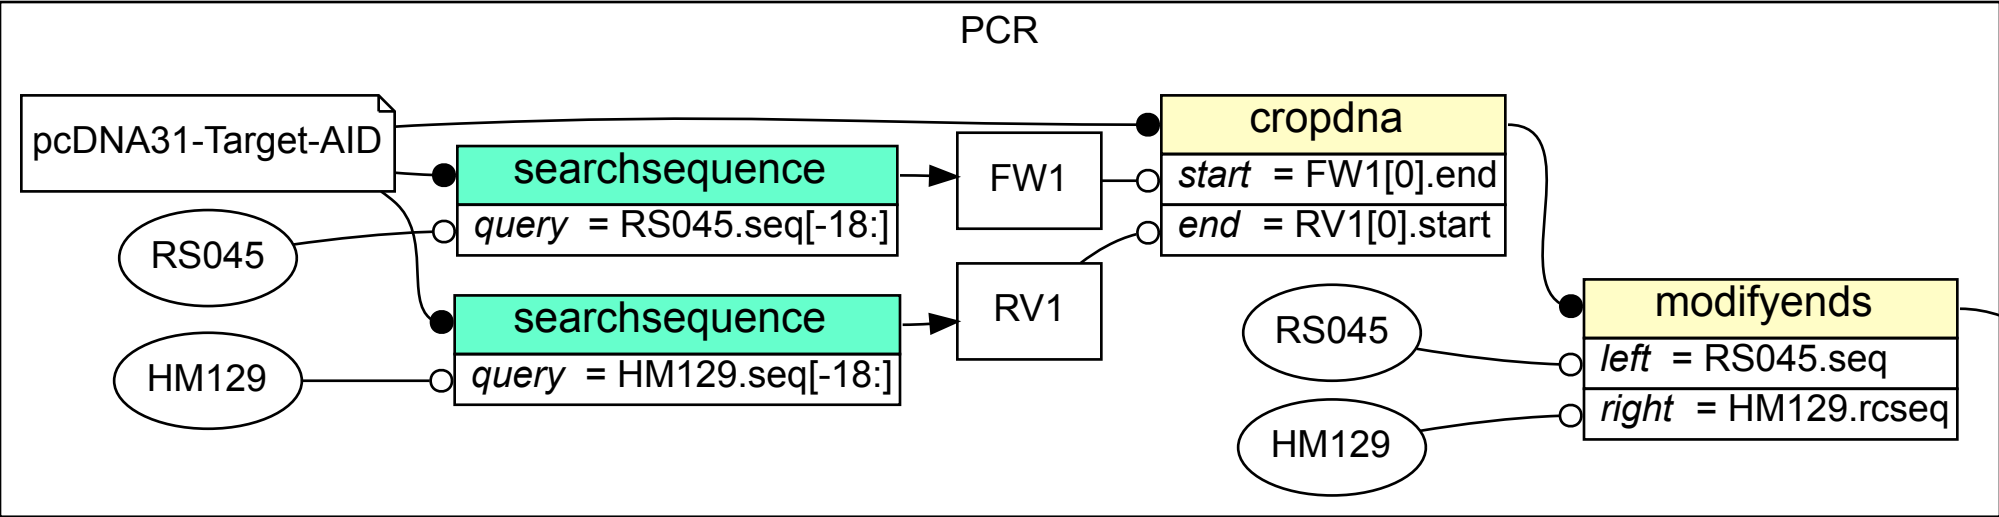 PCR
pcDNA31-Target-AID
searchsequence
query = RS045.seq[-18:]
RS045
searchsequence
query = HM129.seq[-18:]
HM129
FW1
RV1
cropdna
start = FW1[0].end
end = RV1[0].start
RS045
HM129
modifyends
left = RS045.seq
right = HM129.rcseq